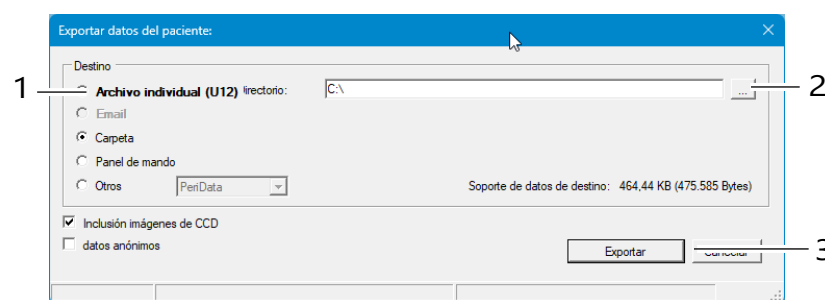 Exportar datos del paciente:
Destino
1 Archivo individual (U12) irectorio: C:\ ... 2
Email
Carpeta
Panel de mando
Otros PeriData Soporte de datos de destino: 464,44 KB (475.585 Bytes)
Inclusión imágenes de CCD
datos anónimos
Exportar Cancelar 3